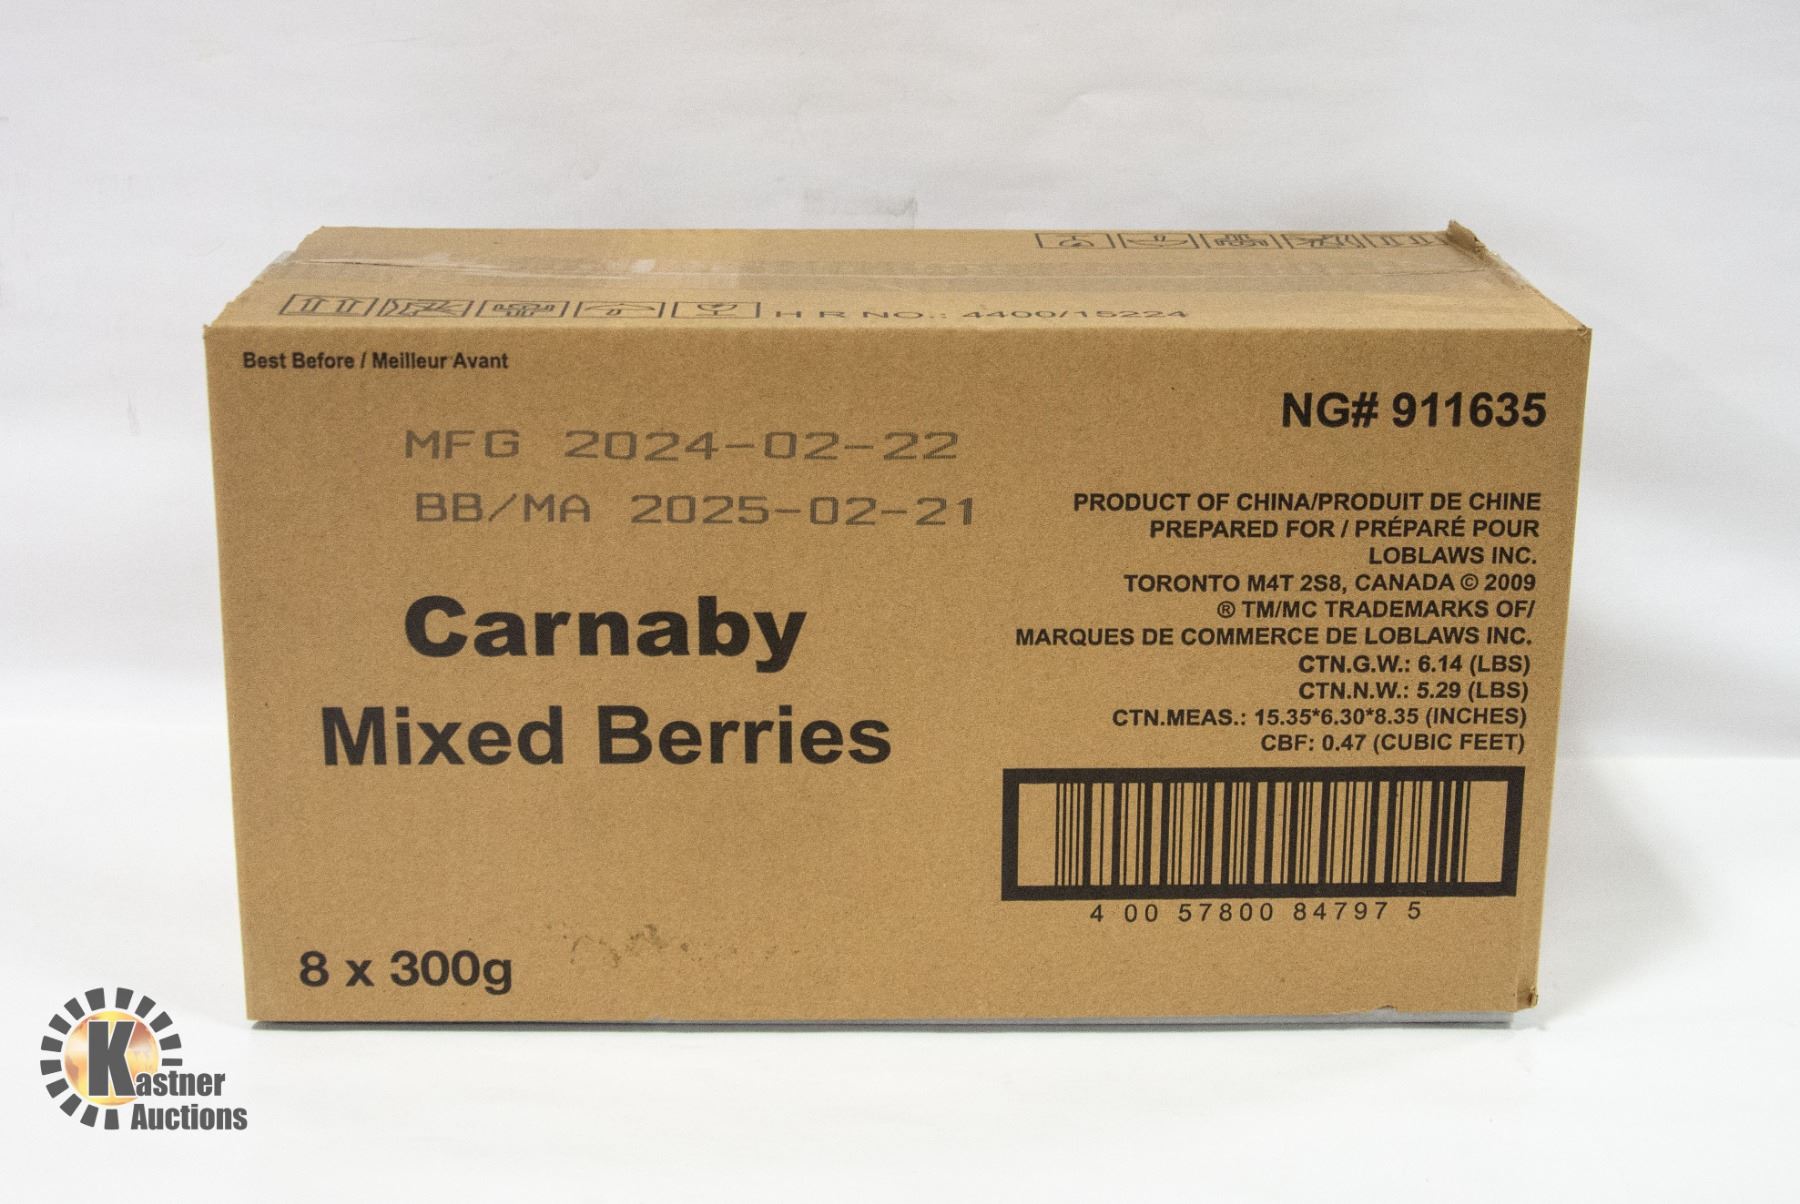 H R NO.: 4400/15224
Best Before / Meilleur Avant
MFG 2024-02-22
BB/MA 2025-02-21
Carnaby
Mixed Berries
8 x 300g
NG# 911635
PRODUCT OF CHINA/PRODUIT DE CHINE
PREPARED FOR / PRÉPARÉ POUR
LOBLAWS INC.
TORONTO M4T 2S8, CANADA © 2009
® TM/MC TRADEMARKS OF/
MARQUES DE COMMERCE DE LOBLAWS INC.
CTN.G.W.: 6.14 (LBS)
CTN.N.W.: 5.29 (LBS)
CTN.MEAS.: 15.35*6.30*8.35 (INCHES)
CBF: 0.47 (CUBIC FEET)
4 00 57800 84797 5
Kastner
Auctions